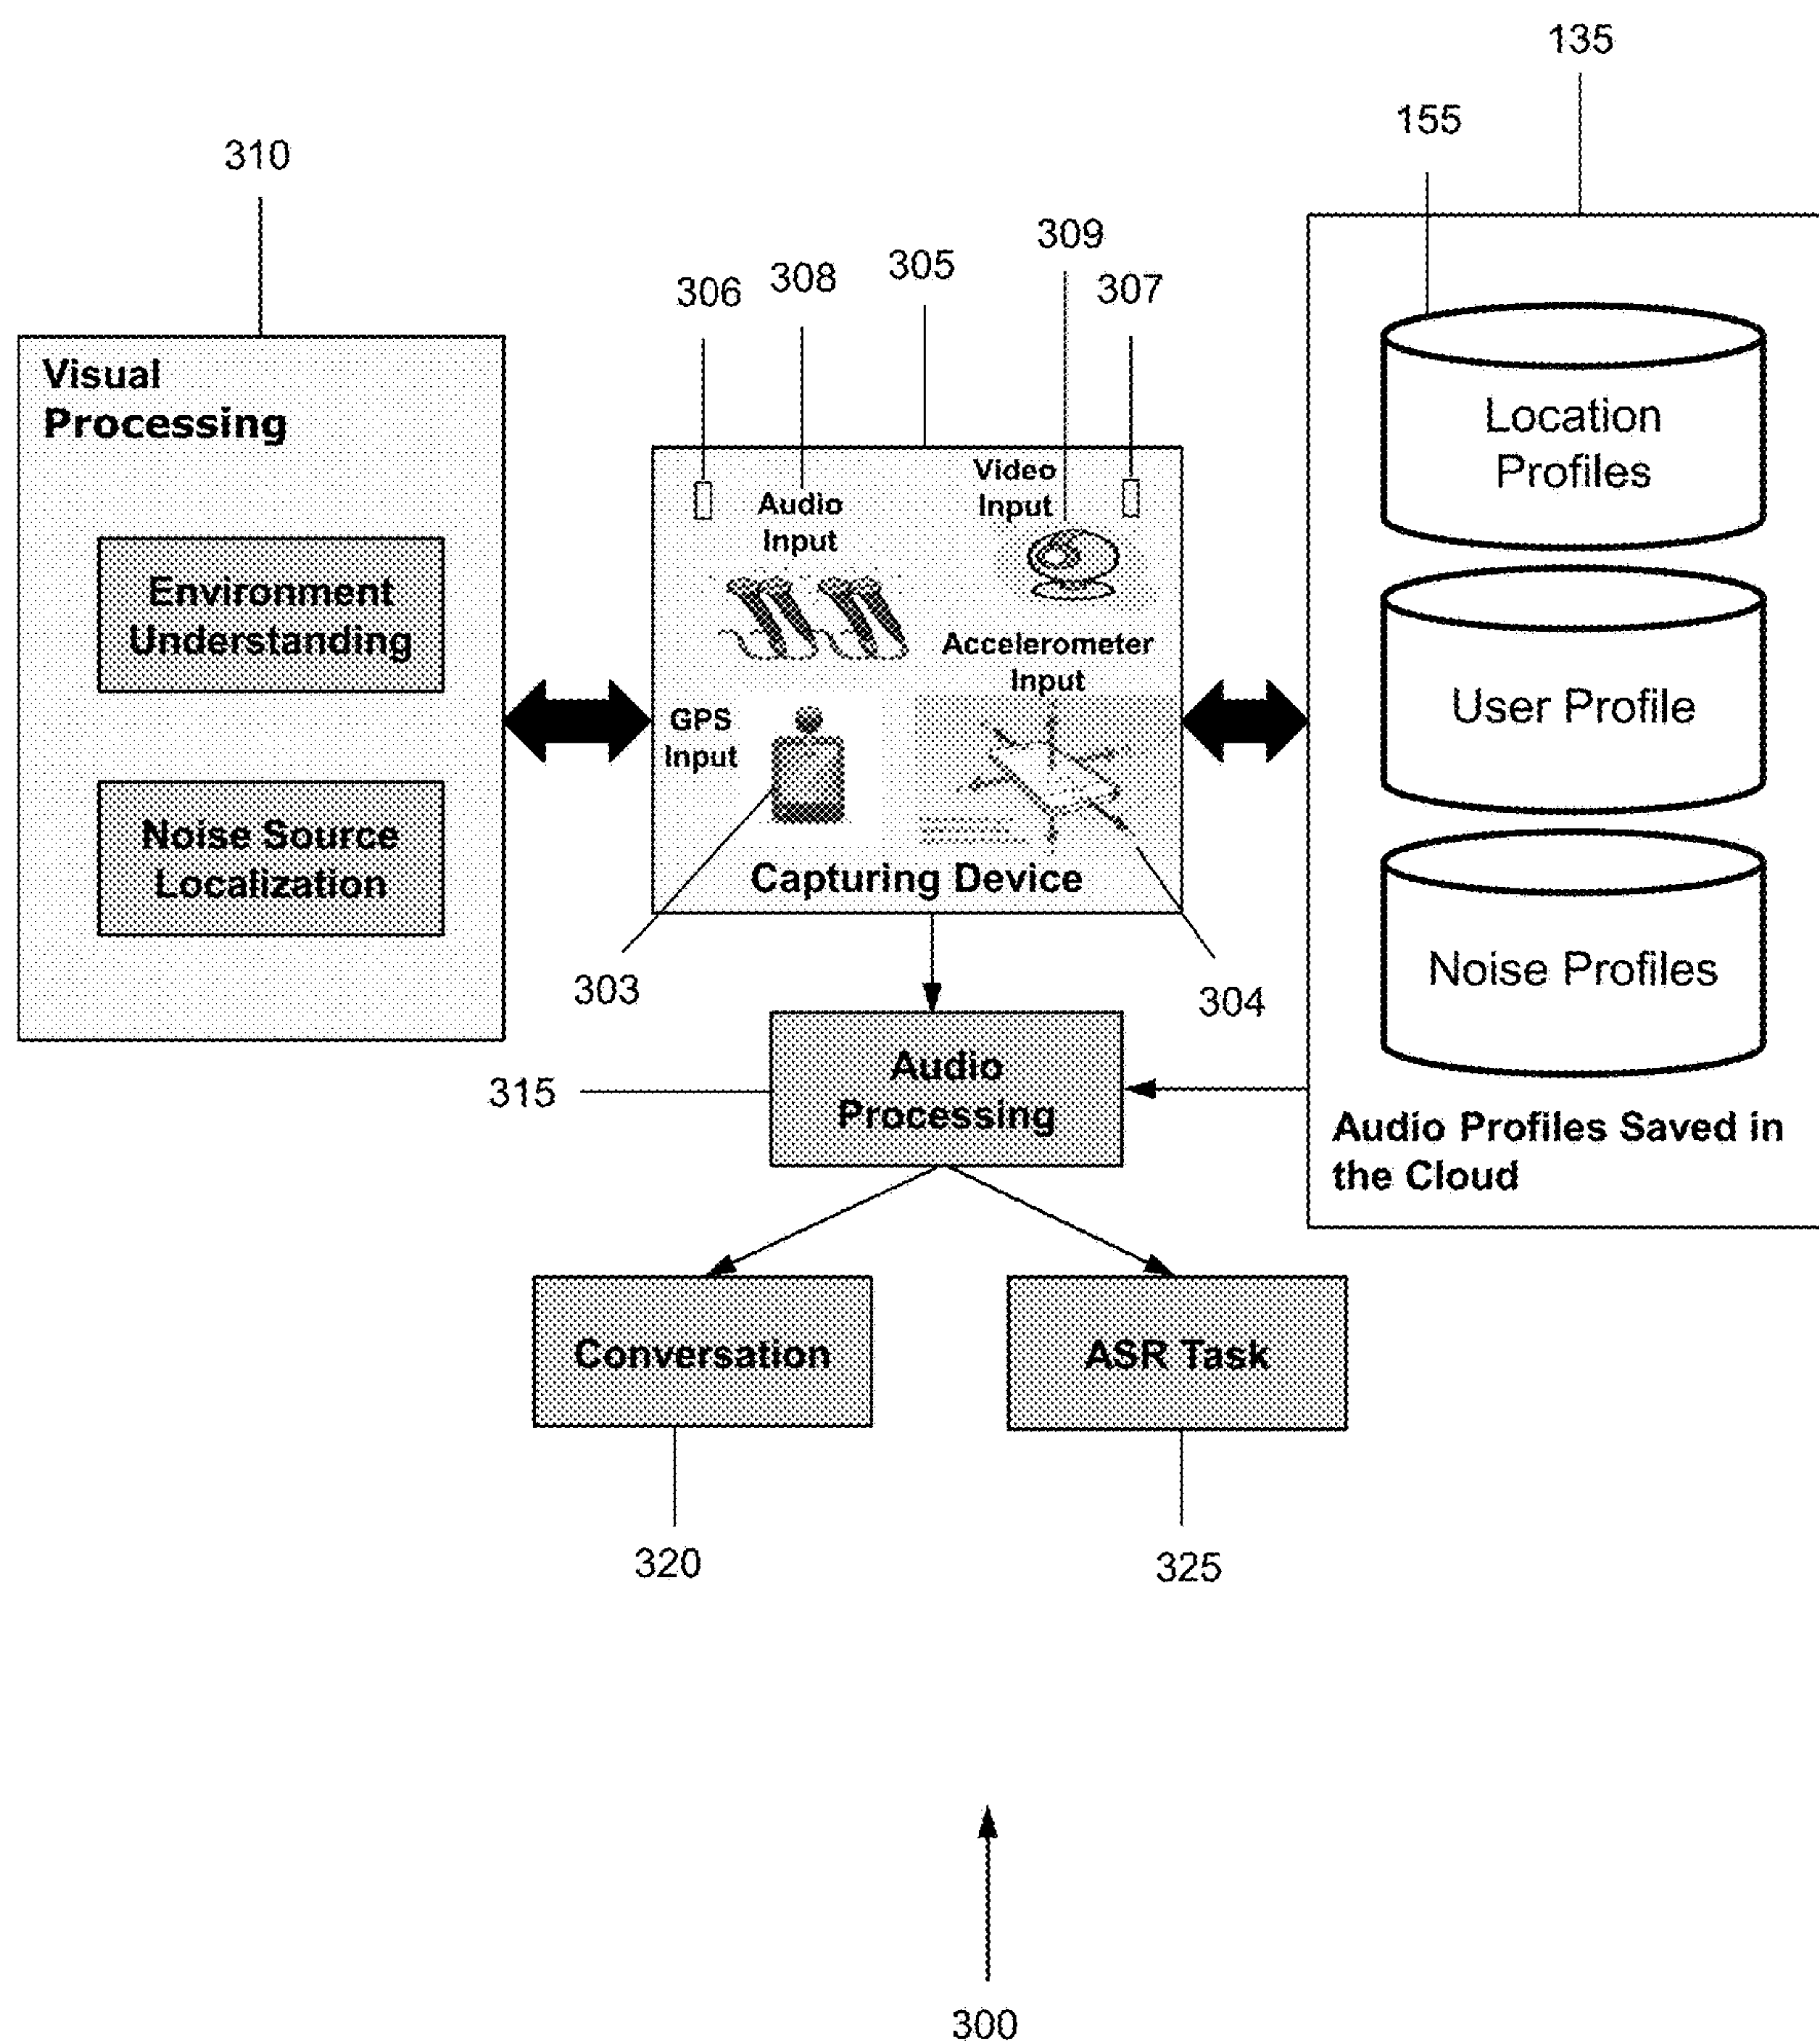 135
155
310
309
305
308
306
307
Visual
Processing
Environment
Understanding
Noise Source
Localization
Audio
Input
Video
Input
GPS
Input
Accelerometer
Input
Capturing Device
303
304
Location
Profiles
User Profile
Noise Profiles
Audio Profiles Saved in
the Cloud
315
Audio
Processing
Conversation
ASR Task
320
325
300